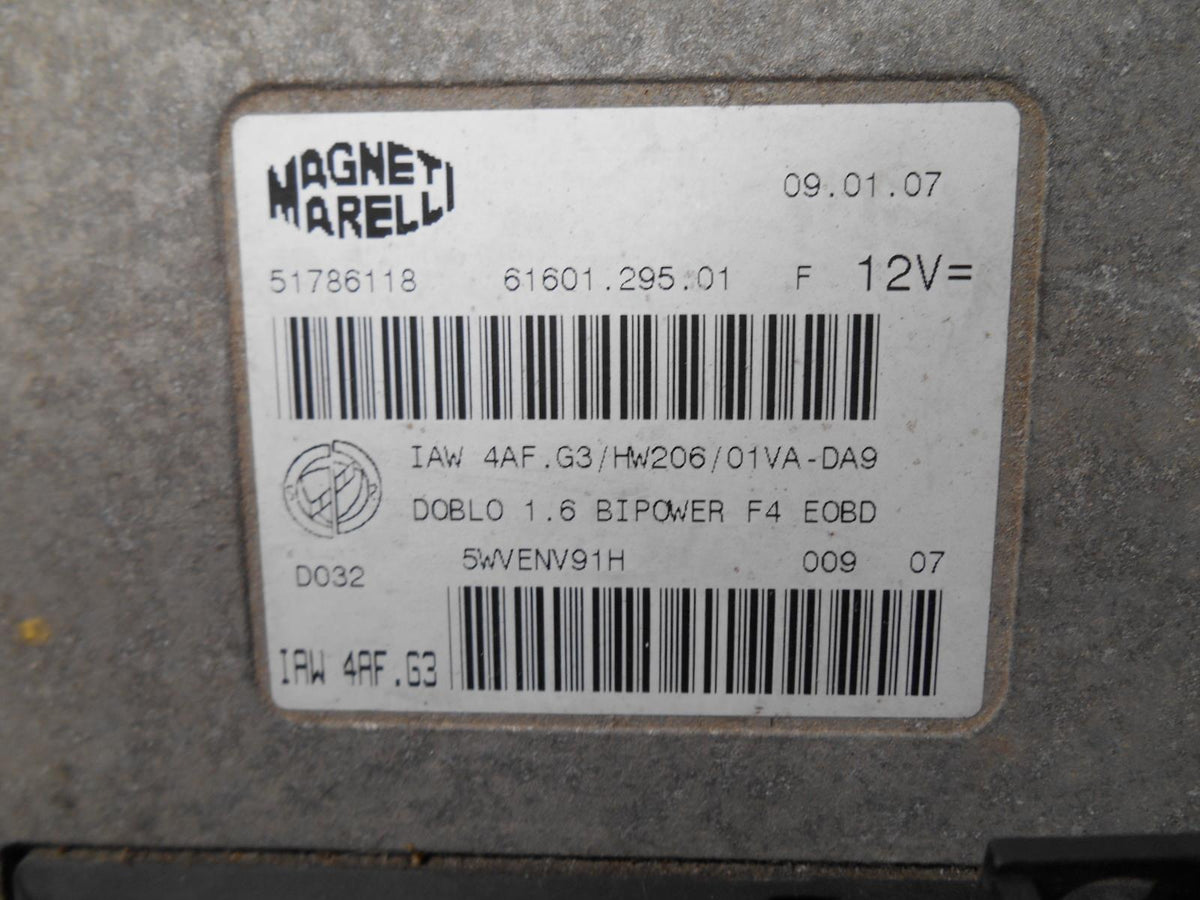 MAGNETI
MARELLI
09.01.07
51786118 61601.295.01 F 12V=
IAW 4AF.G3/HW206/01VA-DA9
DOBLO 1.6 BIPOWER F4 EOBD
5WVENV91H 009 07
D032
IAW 4AF.G3